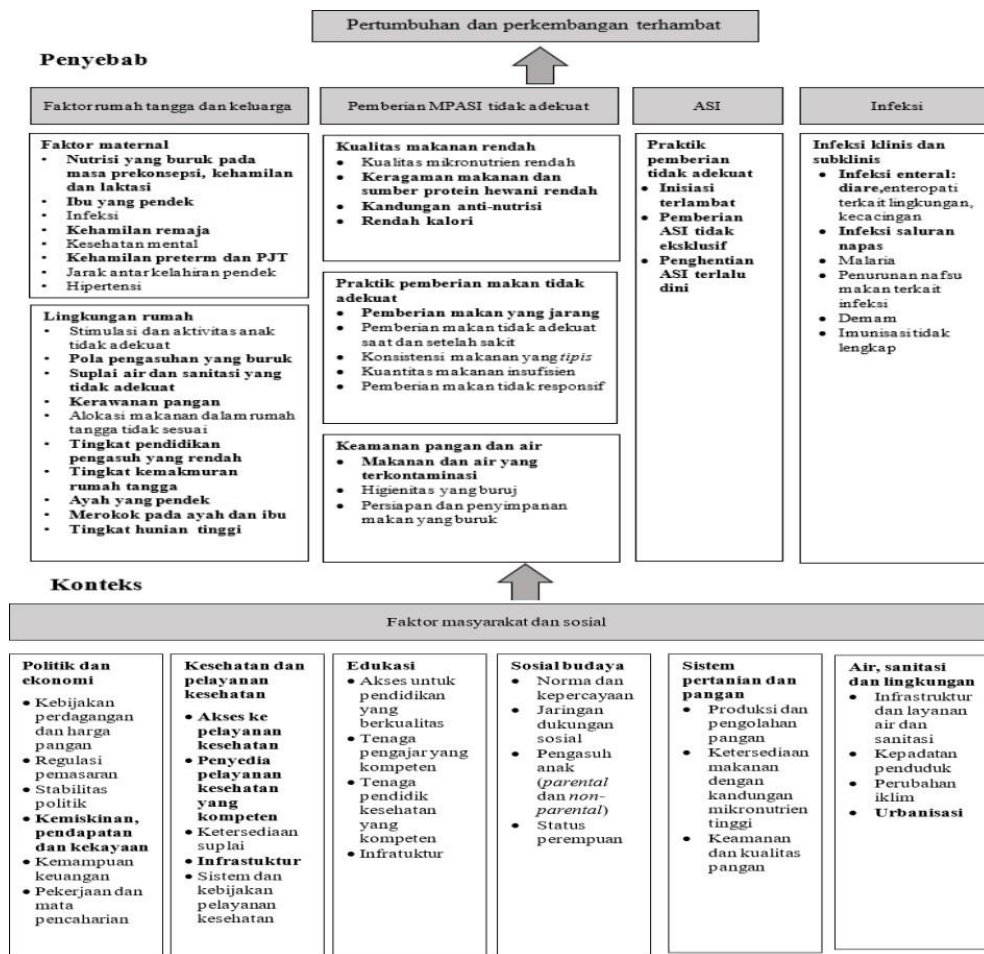 Pertumbuhan dan perkembangan terhambat
Penyebab
Faktor rumah tangga dan keluarga
Faktor maternal
• Nutrisi yang buruk pada
masa prekonsepsi, kehamilan
dan laktasi
• Ibu yang pendek
• Infeksi
• Kehamilan remaja
• Kesehatan mental
• Kehamilan preterm dan PJT
• Jarak antar kelahiran pendek
• Hipertensi
Lingkungan rumah
• Stimulasi dan aktivitas anak
tidak adequat
• Pola pengasuhan yang buruk
• Suplai air dan sanitasi yang
tidak adequat
• Kerawanan pangan
• Alokasi makanan dalam rumah
tangga tidak sesuai
• Tingkat pendidikan
pengasuh yang rendah
• Tingkat kemakmuran
rumah tangga
• Ayah yang pendek
• Merokok pada ayah dan ibu
• Tingkat hunian tinggi
Pemberian MPASI tidak adequat
Kualitas makanan rendah
• Kualitas mikronutrien rendah
• Keragaman makanan dan
sumber protein hewani rendah
• Kandungan anti-nutrisi
• Rendah kalori
Praktik pemberian makan tidak
adekuat
• Pemberian makan yang jarang
• Pemberian makan tidak adequat
saat dan setelah sakit
• Konsistensi makanan yang tipis
• Kuantitas makanan insufisien
• Pemberian makan tidak responsif
Keamanan pangan dan air
• Makanan dan air yang
terkontaminasi
• Higienitas yang buruj
• Persiapan dan penyimpanan
makan yang buruk
ASI
Praktik
pemberian
tidak adequat
• Inisiasi
terlambat
• Pemberian
ASI tidak
eksklusif
• Penghentian
ASI terlalu
dini
Infeksi
Infeksi klinis dan
subklinis
• Infeksi enteral:
diare,enteropati
terkait lingkungan,
kecacingan
• Infeksi saluran
napas
• Malaria
• Penurunan nafsu
makan terkait
infeksi
• Demam
• Imunisasi tidak
lengkap
Konteks
Faktor masyarakat dan sosial
Politik dan
ekonomi
• Kebijakan
perdagangan
dan harga
pangan
• Regulasi
pemasaran
• Stabilitas
politik
• Kemiskinan,
pendapatan
dan kekayaan
• Kemampuan
keuangan
• Pekerjaan dan
mata
pencaharian
Kesehatan dan
pelayanan
kesehatan
• Akses ke
pelayanan
kesehatan
• Penyedia
pelayanan
kesehatan
yang
kompeten
• Ketersediaan
suplai
• Infrastuktur
• Sistem dan
kebijakan
pelayanan
kesehatan
Edukasi
• Akses untuk
pendidikan
yang
berkualitas
• Tenaga
pengajar yang
kompeten
• Tenaga
pendidik
kesehatan
yang
kompeten
• Infratuktur
Sosial budaya
• Norma dan
kepercayaan
• Jaringan
dukungan
sosial
• Pengasuh
anak
(parental
dan non-
parental)
• Status
perempuan
Sistem
pertanian dan
pangan
• Produksi dan
pengolahan
pangan
• Ketersediaan
makanan
dengan
kandungan
mikronutrien
tinggi
• Keamanan
dan kualitas
pangan
Air, sanitasi
dan lingkungan
• Infrastruktur
dan layanan
air dan
sanitasi
• Kepadatan
penduduk
• Perubahan
iklim
• Urbanisasi